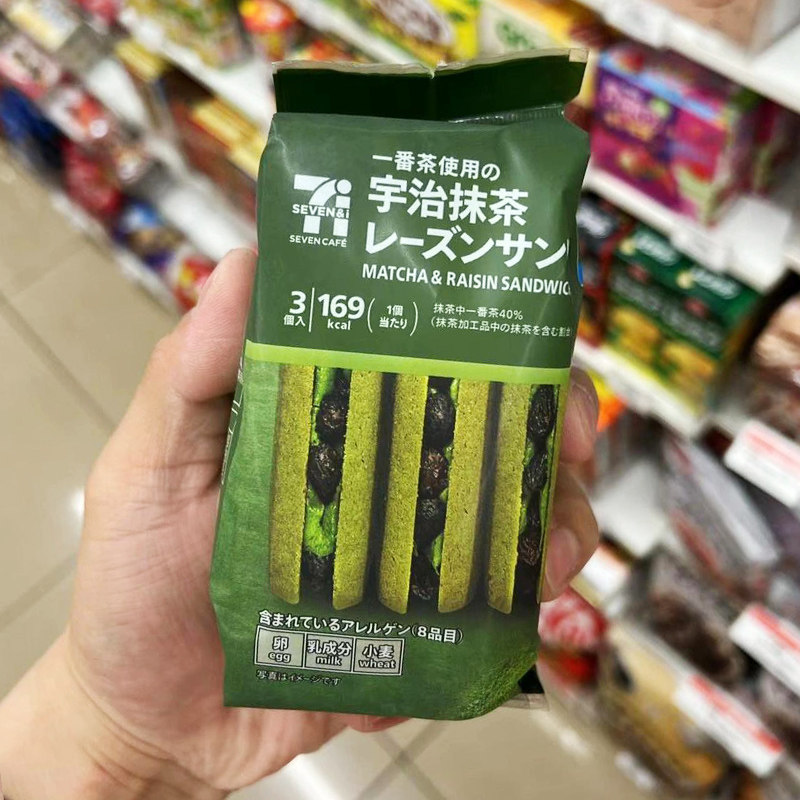 一番茶使用の
宇治抹茶
レーズンサン
MATCHA & RAISIN SANDWIC
SEVEN&i
SEVEN CAFÉ
3個入
169 kcal
(1個当たり)
抹茶中一番茶40%
(抹茶加工品中の抹茶を含む割合
含まれているアレルゲン(8品目)
卵 乳成分 小麦
egg milk wheat
写真はイメージです